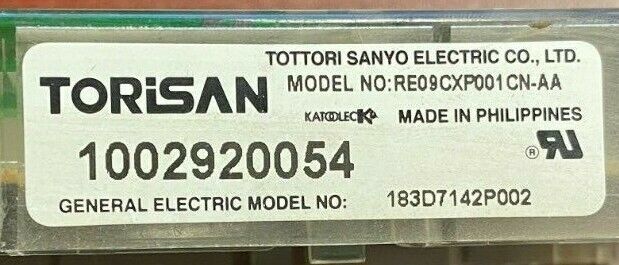 TOTTORI SANYO ELECTRIC CO., LTD.
TORiSAN
MODEL NO:RE09CXP001CN-AA
KATOOLEC MADE IN PHILIPPINES
1002920054
®
GENERAL ELECTRIC MODEL NO: 183D7142P002